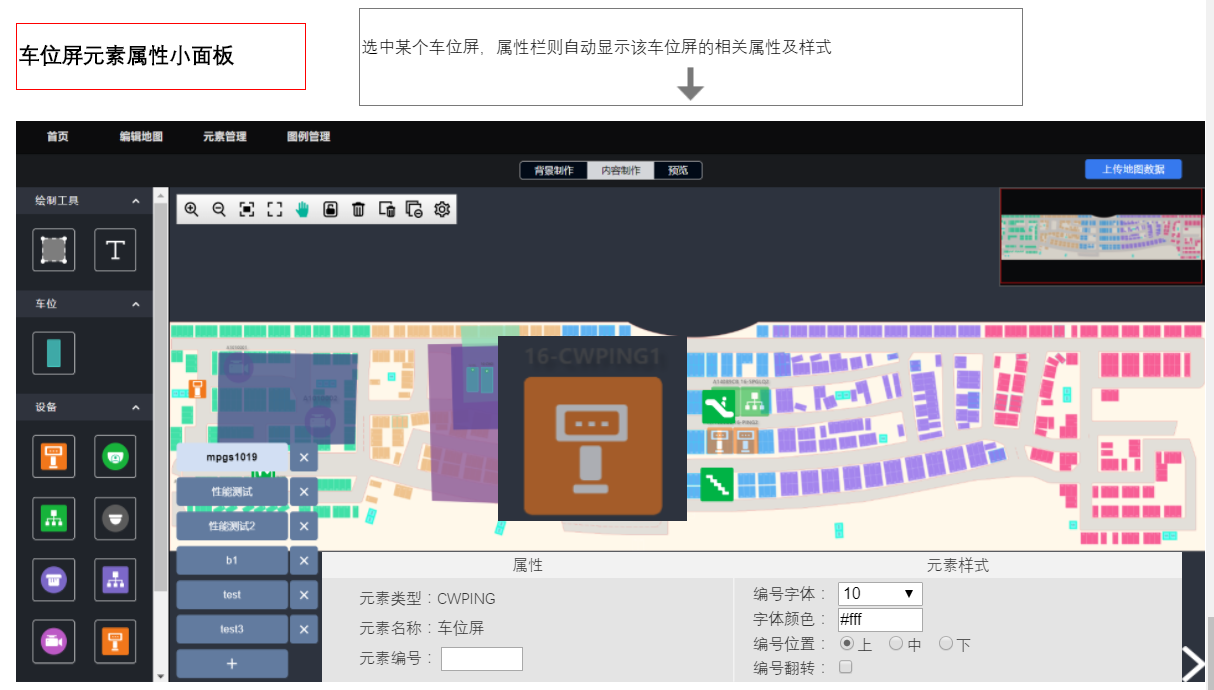 车位屏元素属性小面板
选中某个车位屏，属性栏则自动显示该车位屏的相关属性及样式
首页 编辑地图 元素管理 图例管理
背景制作 内容制作 预览 上传地图数据
绘制工具
T
车位
16-CWPING1
设备
mpgs1019 ×
性能测试 ×
性能测试2 ×
b1 ×
test ×
test3 ×
+
属性 元素样式
元素类型：CWPING
元素名称：车位屏
元素编号：
编号字体： 10
字体颜色： #fff
编号位置： 上 中 下
编号翻转：